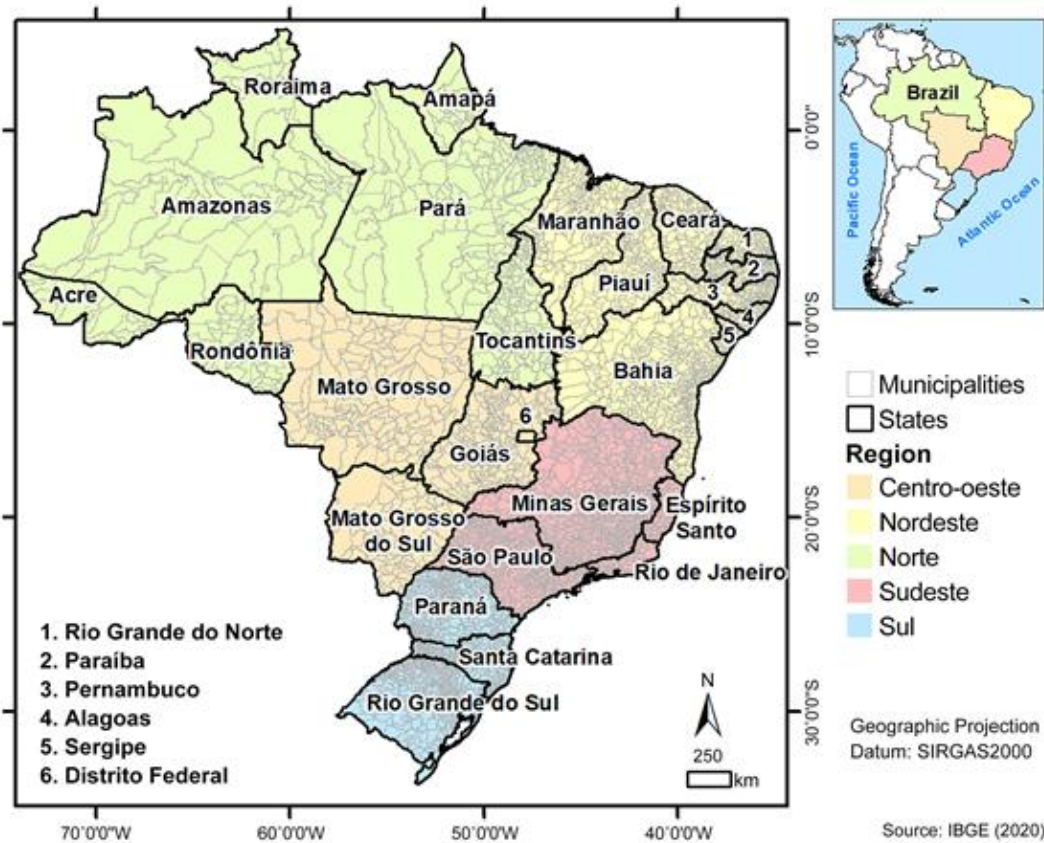 Roraima
Amapá
Amazonas
Pará
Maranhão
Ceará
1
2
Piauí
3
4
5
Acre
Rondônia
Tocantins
Bahia
Mato Grosso
6
Goiás
Minas Gerais
Espírito
Santo
Mato Grosso
do Sul
São Paulo
Rio de Janeiro
Paraná
Santa Catarina
Rio Grande do Sul
1. Rio Grande do Norte
2. Paraíba
3. Pernambuco
4. Alagoas
5. Sergipe
6. Distrito Federal
N
250
km
70°0'0"W
60°0'0"W
50°0'0"W
40°0'0"W
0°0'0"
10°0'0"S
20°0'0"S
30°0'0"S
Brazil
Pacific Ocean
Atlantic Ocean
Municipalities
States
Region
Centro-oeste
Nordeste
Norte
Sudeste
Sul
Geographic Projection
Datum: SIRGAS2000
Source: IBGE (2020)